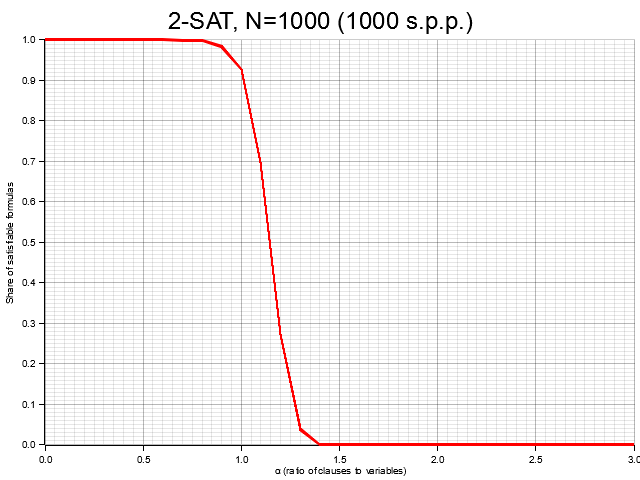 2-SAT, N=1000 (1000 s.p.p.)
1.0
0.9
0.8
0.7
0.6
0.5
0.4
0.3
0.2
0.1
0.0
Share of satisfiable formulas
0.0 0.5 1.0 1.5 2.0 2.5 3.0
α (ratio of clauses to variables)